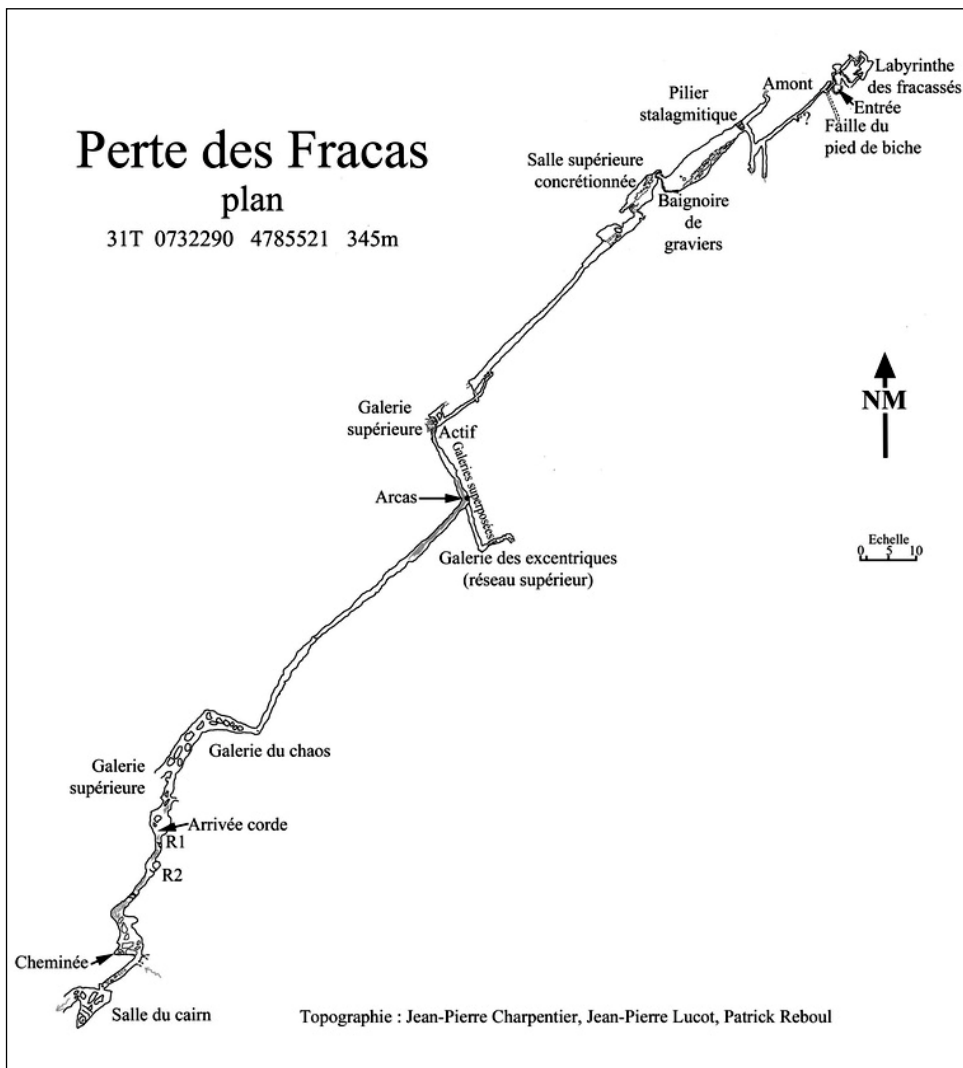 Perte des Fracas
plan
31T 0732290 4785521 345m
Labyrinthe
des fracassés
Entrée
Faille du
pied de biche
?
Amont
Pilier
stalagmitique
Salle supérieure
concrétionnée
Baignoire
de
graviers
NM
Echelle
0 5 10
Galerie
supérieure
Actif
Galeries superposées
Arcas
Galerie des excentriques
(réseau supérieur)
Galerie du chaos
Galerie
supérieure
Arrivée corde
R1
R2
Cheminée
Salle du cairn
Topographie : Jean-Pierre Charpentier, Jean-Pierre Lucot, Patrick Reboul